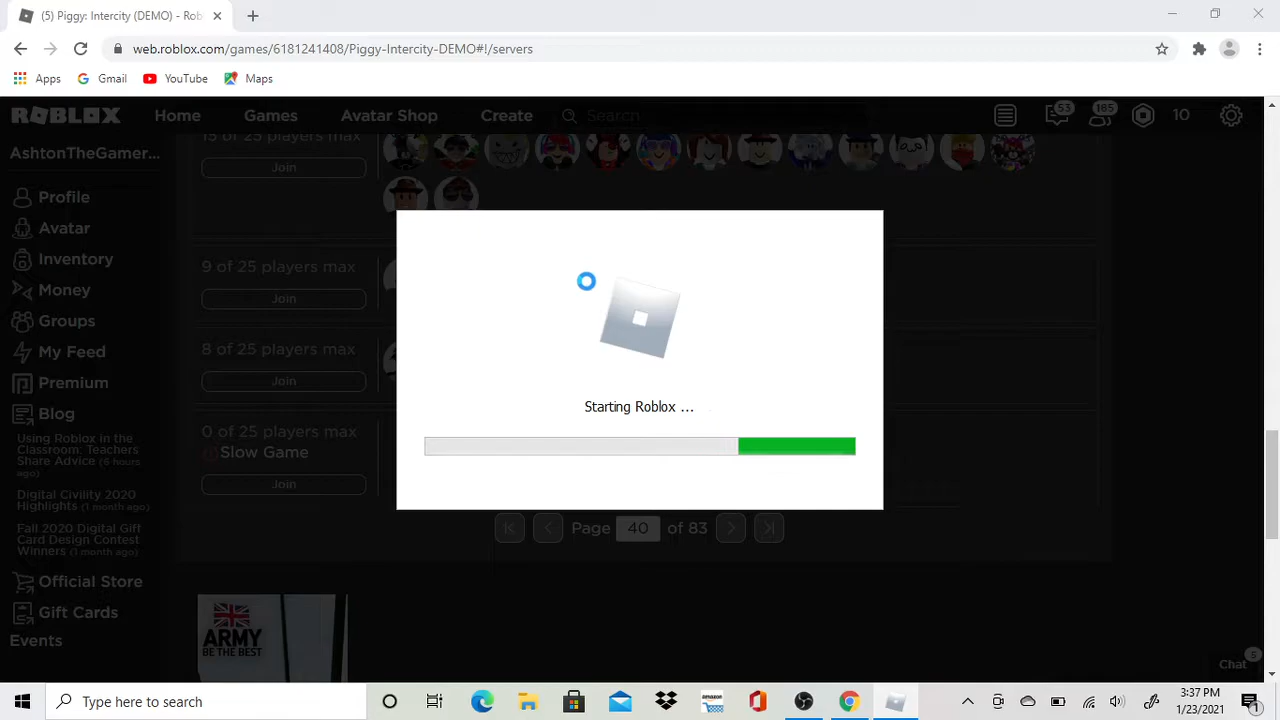 (5) Piggy: Intercity (DEMO) - Rob
web.roblox.com/games/6181241408/Piggy-Intercity-DEMO#!/servers
Apps Gmail YouTube Maps
ROBLOX Home Games Avatar Shop Create Search 53 185 10
AshtonTheGamer...
Profile
Avatar
Inventory
Money
Groups
My Feed
Premium
Blog
Using Roblox in the
Classroom: Teachers
Share Advice (6 hours
ago)
Digital Civility 2020
Highlights (1 month ago)
Fall 2020 Digital Gift
Card Design Contest
Winners (1 month ago)
Official Store
Gift Cards
Events
15 of 25 players max
Join
9 of 25 players max
Join
8 of 25 players max
Join
0 of 25 players max
Slow Game
Join
Starting Roblox ...
Page 40 of 83
ARMY
BE THE BEST
Chat 5
Type here to search
amazon
3:37 PM
1/23/2021
1